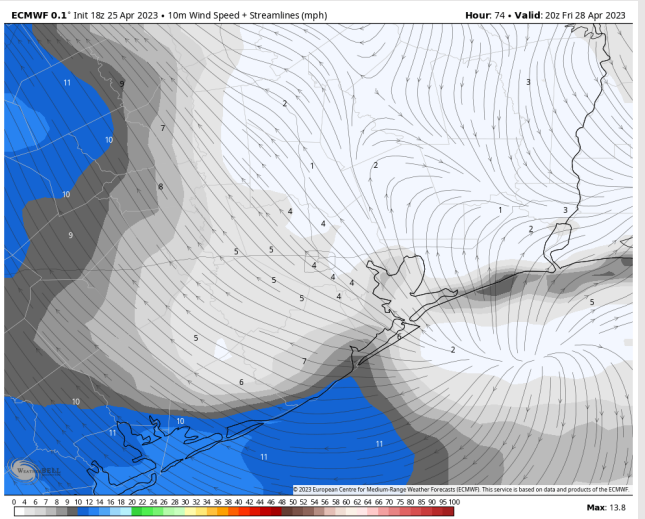 ECMWF 0.1° Init 18z 25 Apr 2023 • 10m Wind Speed + Streamlines (mph) Hour: 74 • Valid: 20z Fri 28 Apr 2023
11 9 3
2
10 7
1 2
10 8
4 1 3
4 2
9
5 5
4
5 4 4
5 4
5
5 6
7 2
6
10
10
11 11
11
© 2023 European Centre for Medium-Range Weather Forecasts (ECMWF). This service is based on data and products of the ECMWF
0 4 6 7 8 9 10 12 14 16 18 20 22 24 26 28 30 32 34 36 38 40 42 44 46 48 50 52 54 56 58 60 62 64 66 68 70 75 80 85 90 95 100
Max: 13.8